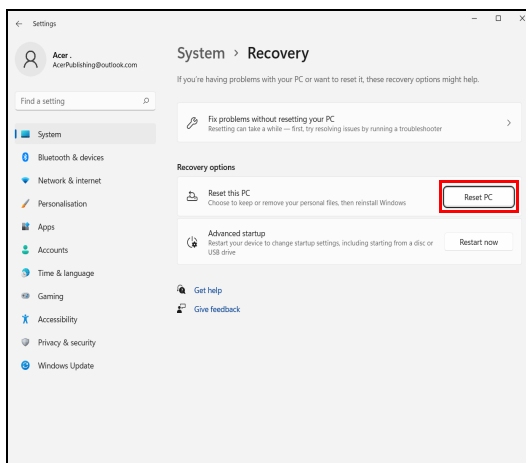 Settings
Acer .
AcerPublishing@outlook.com
Find a setting
System
Bluetooth & devices
Network & internet
Personalisation
Apps
Accounts
Time & language
Gaming
Accessibility
Privacy & security
Windows Update
System > Recovery
If you're having problems with your PC or want to reset it, these recovery options might help.
Fix problems without resetting your PC
Resetting can take a while — first, try resolving issues by running a troubleshooter
Recovery options
Reset this PC
Choose to keep or remove your personal files, then reinstall Windows
Reset PC
Advanced startup
Restart your device to change startup settings, including starting from a disc or
USB drive
Restart now
Get help
Give feedback